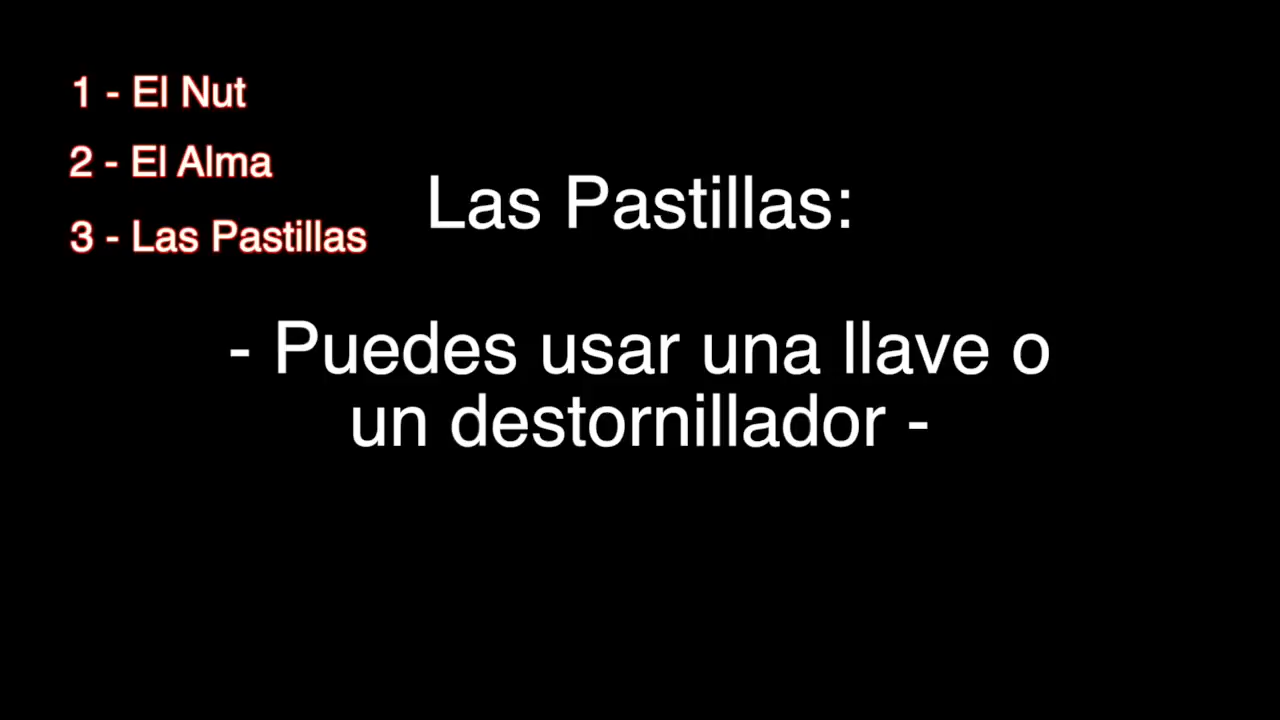 1 - El Nut
2 - El Alma
3 - Las Pastillas
Las Pastillas:
- Puedes usar una llave o
un destornillador -